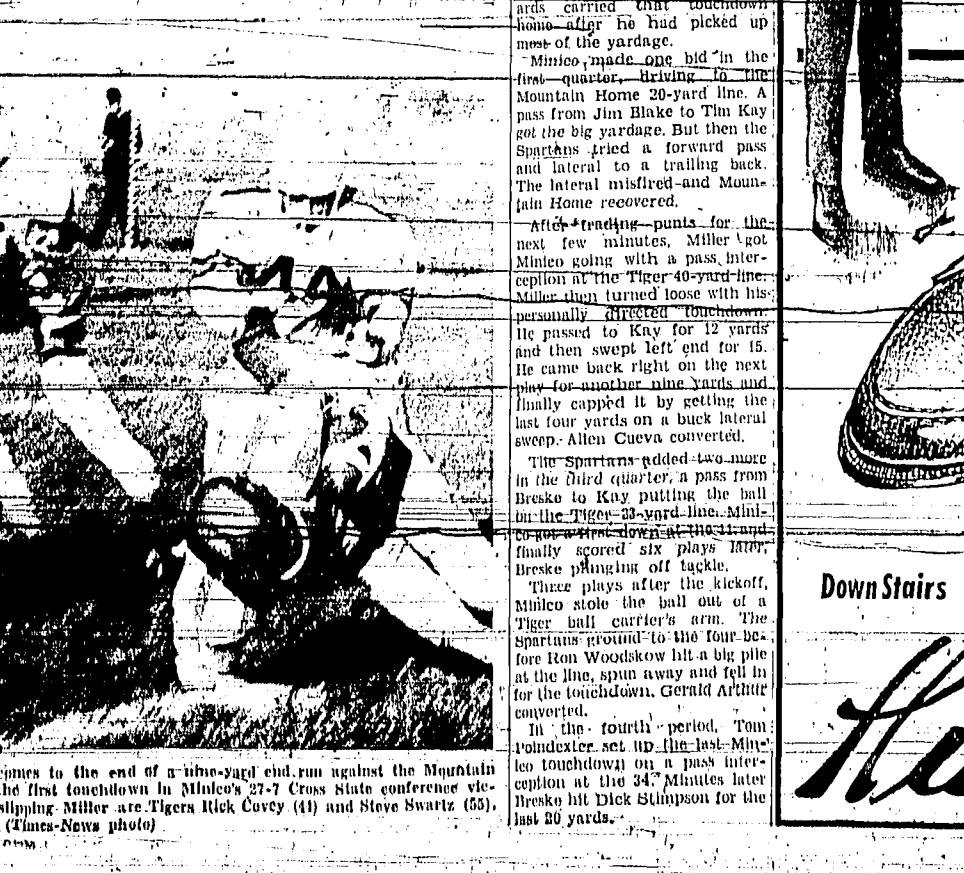 ards carried that touchdown
home after he had picked up
most of the yardage.
Minico made one bid in the
first quarter, driving to the
Mountain Home 20-yard line. A
pass from Jim Blake to Tim Kay
got the big yardage. But then the
Spartans tried a forward pass
and lateral to a trailing back.
The lateral misfired and Moun-
tain Home recovered.
After trading punts for the
next few minutes, Miller got
Minico going with a pass inter-
ception at the Tiger 40-yard line.
Miller then turned loose with his
personally directed touchdown.
He passed to Kay for 12 yards
and then swept left end for 15.
He came back right on the next
play for another nine yards and
finally capped it by getting the
last four yards on a buck lateral
sweep. Allen Cueva converted.
The Spartans added two more
in the third quarter, a pass from
Breske to Kay putting the ball
on the Tiger 33-yard line. Mini-
co got a first down at the 11 and
finally scored six plays later,
Breske plunging off tackle.
Three plays after the kickoff,
Minico stole the ball out of a
Tiger ball carrier's arm. The
Spartans ground to the four be-
fore Ron Woodskow hit a big pile
at the line, spun away and fell in
for the touchdown. Gerald Arthur
converted.
In the fourth period, Tom
Poindexter set up the last Min-
ico touchdown on a pass inter-
ception at the 34. Minutes later
Breske hit Dick Stimpson for the
last 20 yards.
comes to the end of a nine-yard end run against the Mountain
the first touchdown in Minico's 27-7 Cross State conference vic-
slipping Miller are Tigers Rick Covey (41) and Steve Swartz (55).
(Times-News photo)
Down Stairs